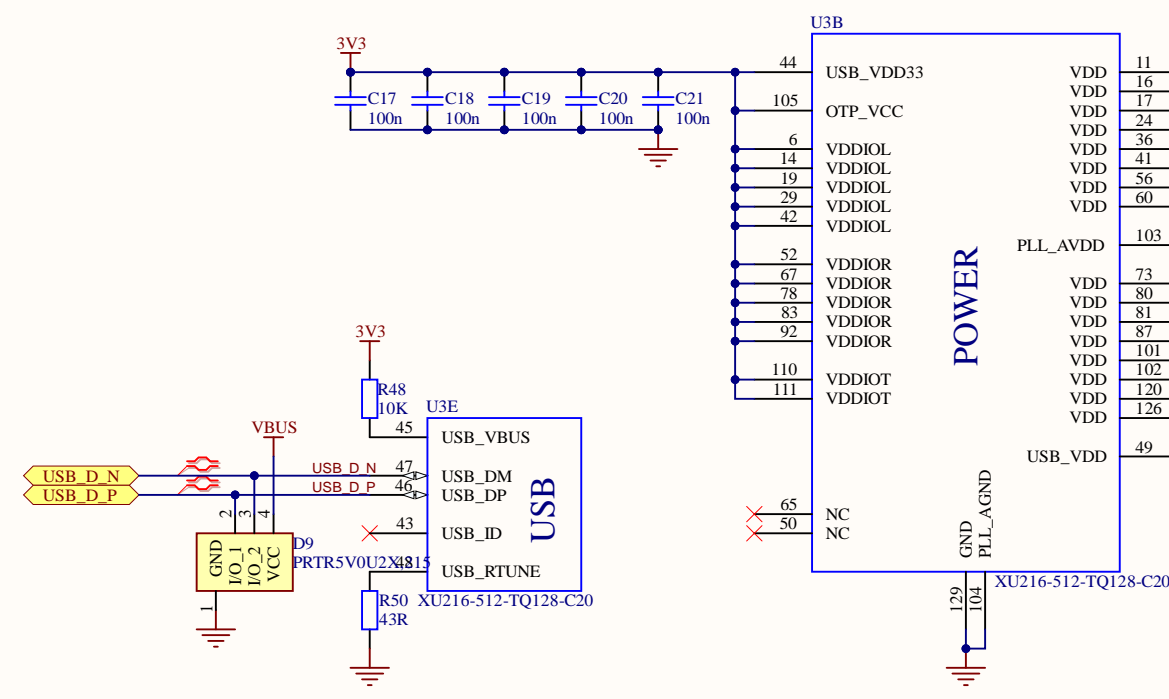 U3B
3V3
C17
100n
C18
100n
C19
100n
C20
100n
C21
100n
44 USB_VDD33
105 OTP_VCC
6 VDDIOL
14 VDDIOL
19 VDDIOL
29 VDDIOL
42 VDDIOL
52 VDDIOR
67 VDDIOR
78 VDDIOR
83 VDDIOR
92 VDDIOR
110 VDDIOT
111 VDDIOT
65 NC
50 NC
POWER
VDD 11
VDD 16
VDD 17
VDD 24
VDD 36
VDD 41
VDD 56
VDD 60
PLL_AVDD 103
VDD 73
VDD 80
VDD 81
VDD 87
VDD 101
VDD 102
VDD 120
VDD 126
USB_VDD 49
GND 129
PLL_AGND 104
XU216-512-TQ128-C20
3V3
R48
10K
U3E
45 USB_VBUS
47 USB_DM
46 USB_DP
43 USB_ID
48 USB_RTUNE
USB
XU216-512-TQ128-C20
VBUS
USB_D_N
USB_D_P
USB_D_N
USB_D_P
2
3
4
GND
I/O_1
I/O_2
VCC
1
D9
PRTR5V0U2X,215
R50
43R